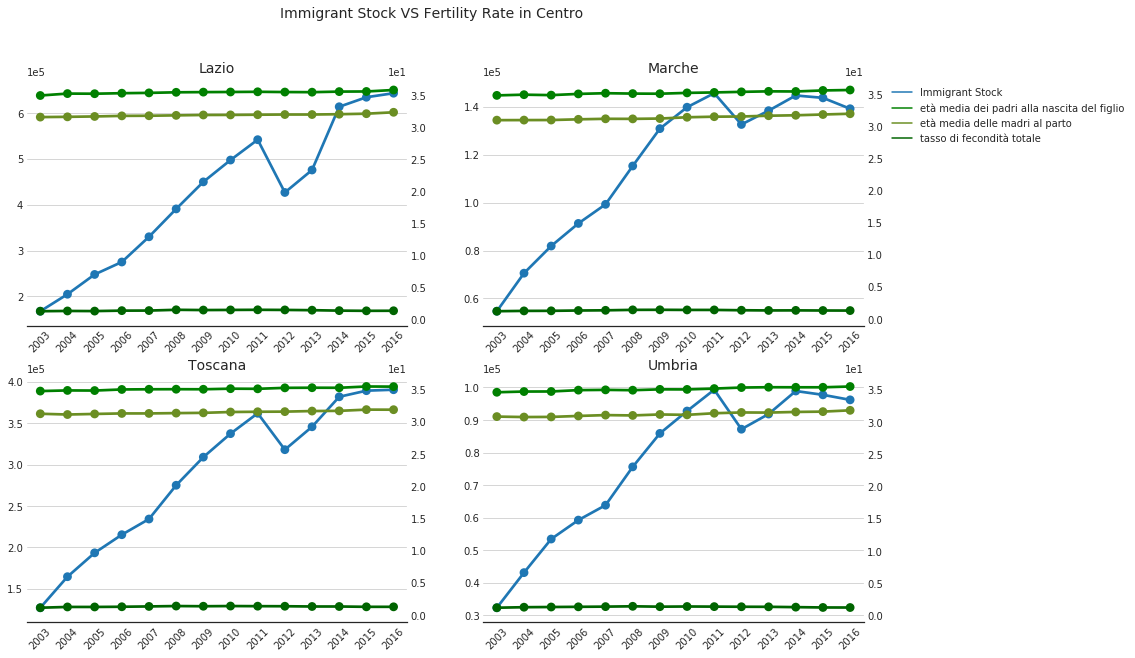 Immigrant Stock VS Fertility Rate in Centro
Lazio
1e5
1e1
6
5
4
3
2
3.5
3.0
2.5
2.0
1.5
1.0
0.5
0.0
2003 2004 2005 2006 2007 2008 2009 2010 2011 2012 2013 2014 2015 2016
Marche
1e5
1e1
1.4
1.2
1.0
0.8
0.6
3.5
3.0
2.5
2.0
1.5
1.0
0.5
0.0
2003 2004 2005 2006 2007 2008 2009 2010 2011 2012 2013 2014 2015 2016
Immigrant Stock
età media dei padri alla nascita del figlio
età media delle madri al parto
tasso di fecondità totale
Toscana
1e5
1e1
4.0
3.5
3.0
2.5
2.0
1.5
3.5
3.0
2.5
2.0
1.5
1.0
0.5
0.0
2003 2004 2005 2006 2007 2008 2009 2010 2011 2012 2013 2014 2015 2016
Umbria
1e5
1e1
1.0
0.9
0.8
0.7
0.6
0.5
0.4
0.3
3.5
3.0
2.5
2.0
1.5
1.0
0.5
0.0
2003 2004 2005 2006 2007 2008 2009 2010 2011 2012 2013 2014 2015 2016